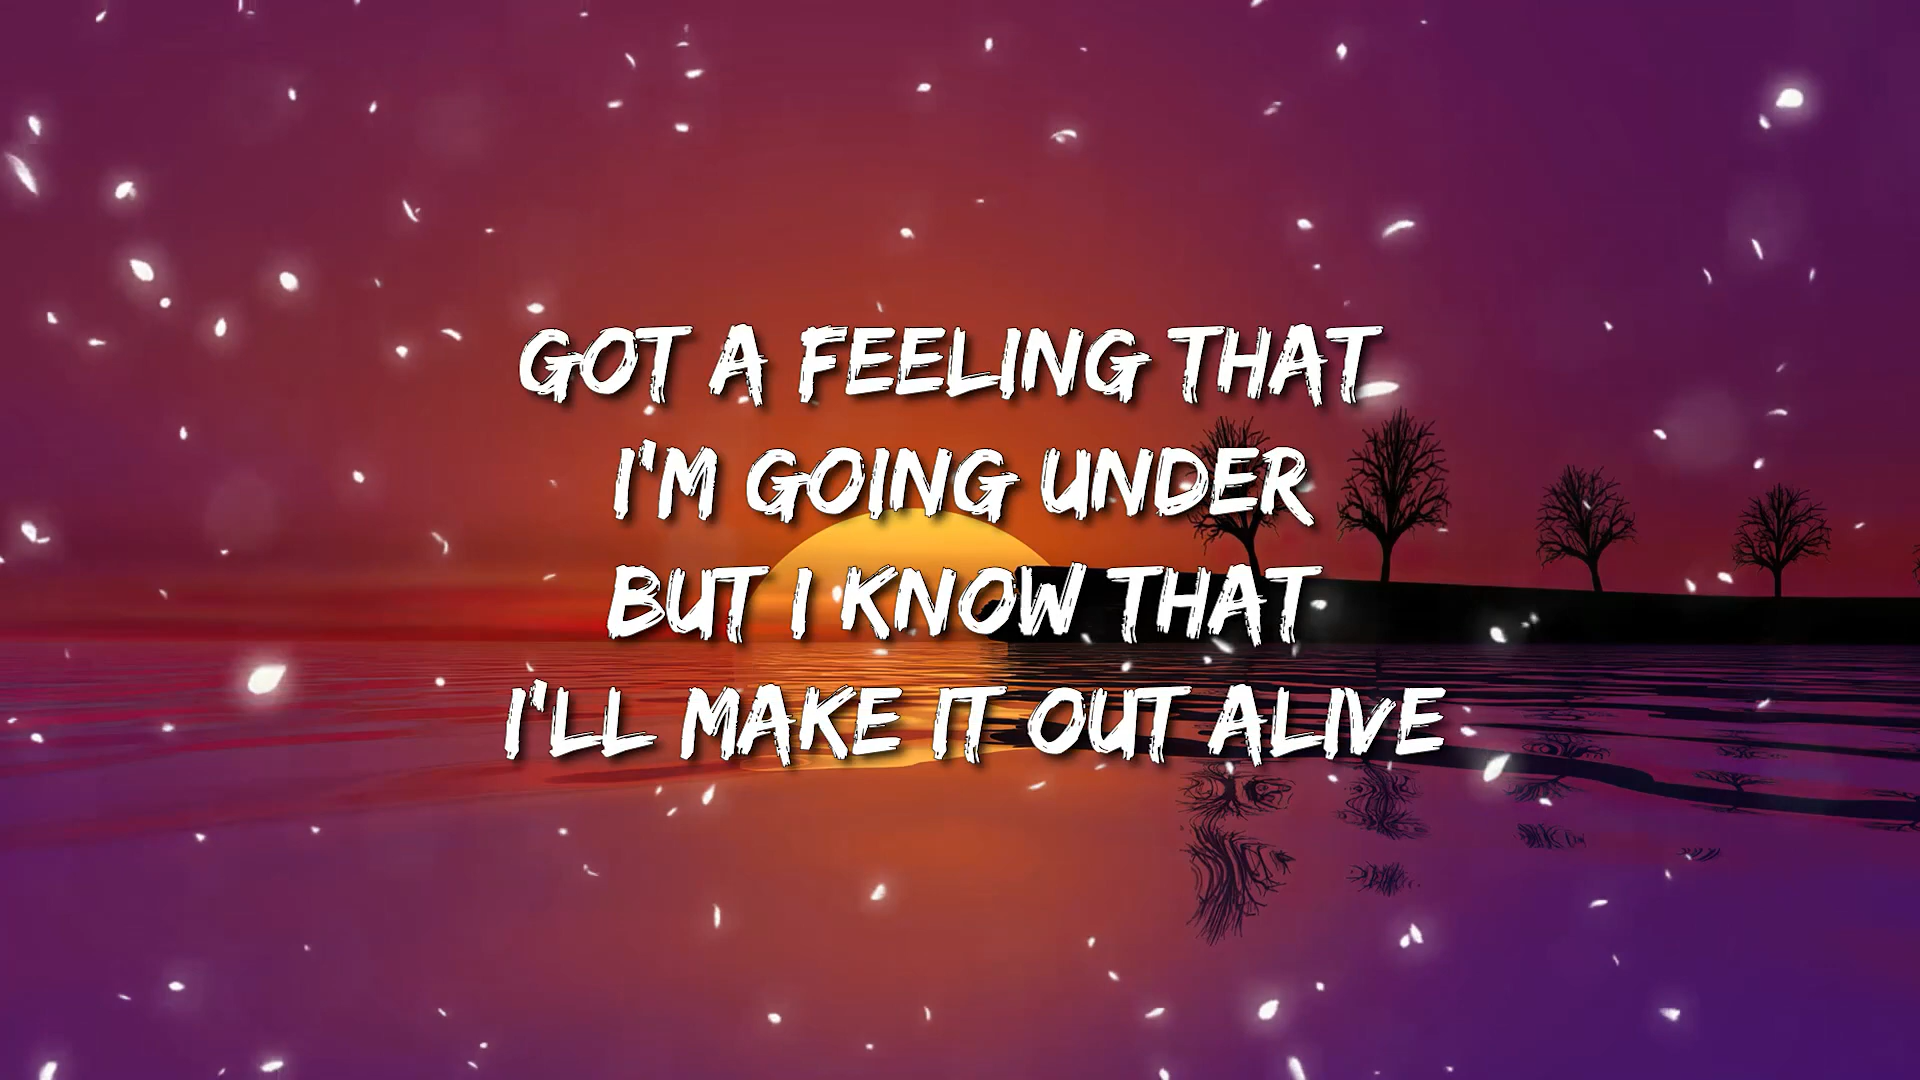 GOT A FEELING THAT
I'M GOING UNDER
BUT I KNOW THAT
I'LL MAKE IT OUT ALIVE